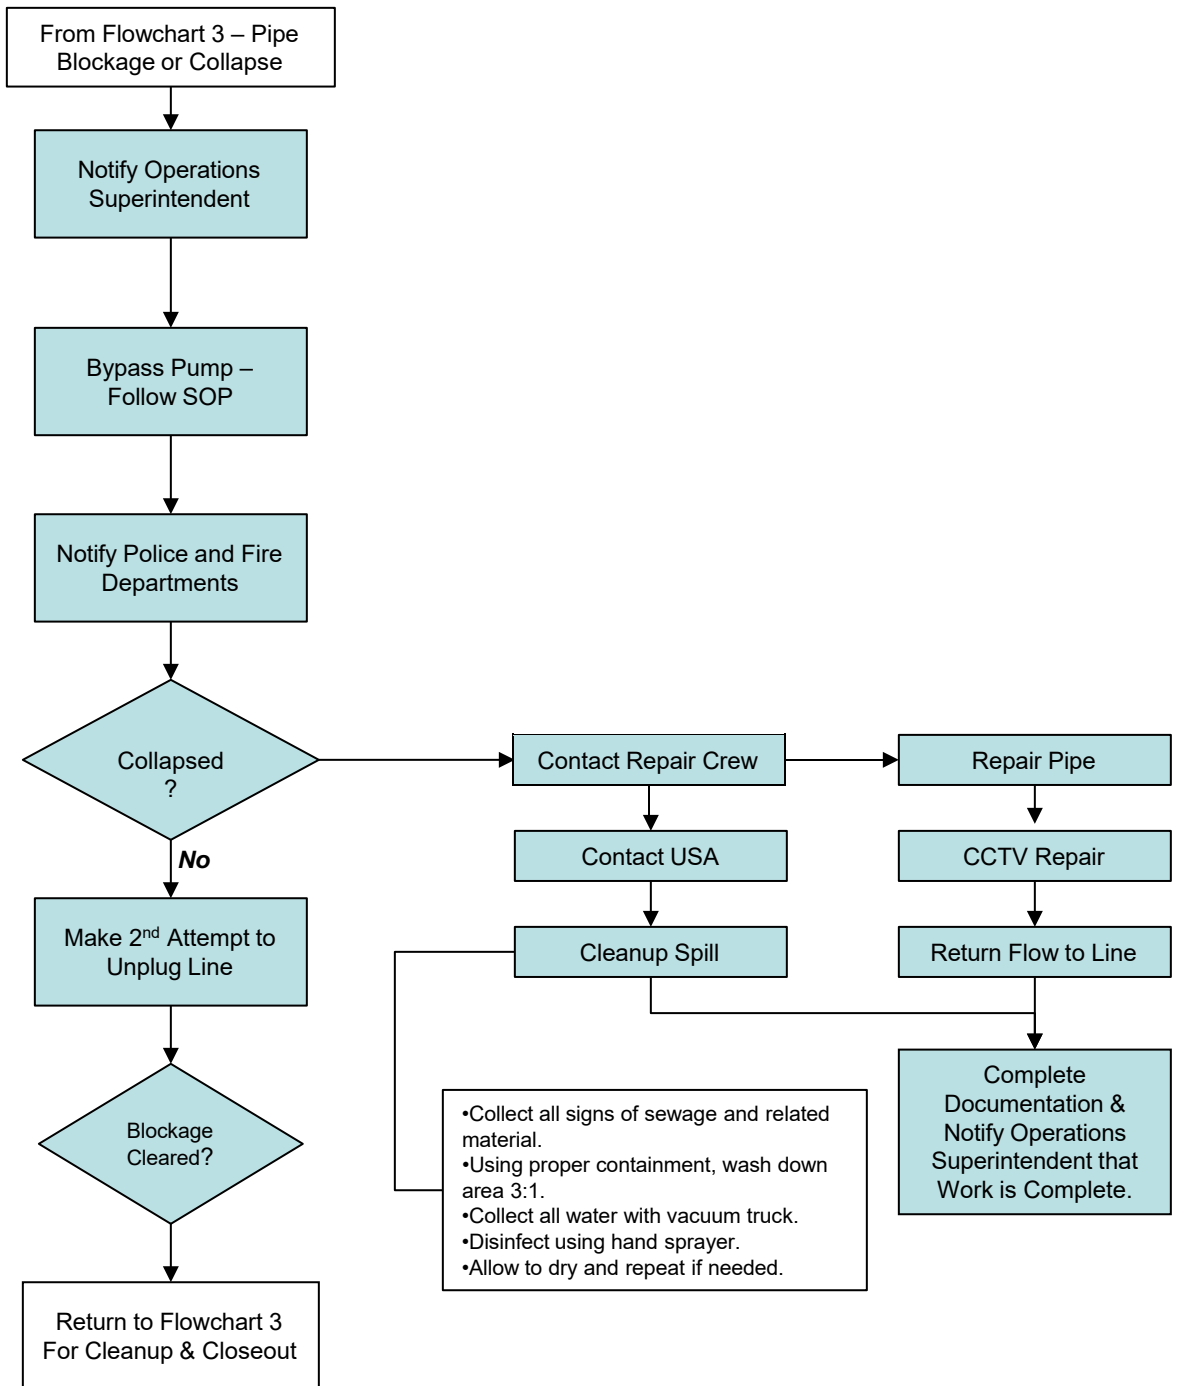 From Flowchart 3 – Pipe
Blockage or Collapse
Notify Operations
Superintendent
Bypass Pump –
Follow SOP
Notify Police and Fire
Departments
Collapsed
?
No
Contact Repair Crew
Repair Pipe
Contact USA
CCTV Repair
Make 2nd Attempt to
Unplug Line
Cleanup Spill
Return Flow to Line
Blockage
Cleared?
•Collect all signs of sewage and related
material.
•Using proper containment, wash down
area 3:1.
•Collect all water with vacuum truck.
•Disinfect using hand sprayer.
•Allow to dry and repeat if needed.
Complete
Documentation &
Notify Operations
Superintendent that
Work is Complete.
Return to Flowchart 3
For Cleanup & Closeout